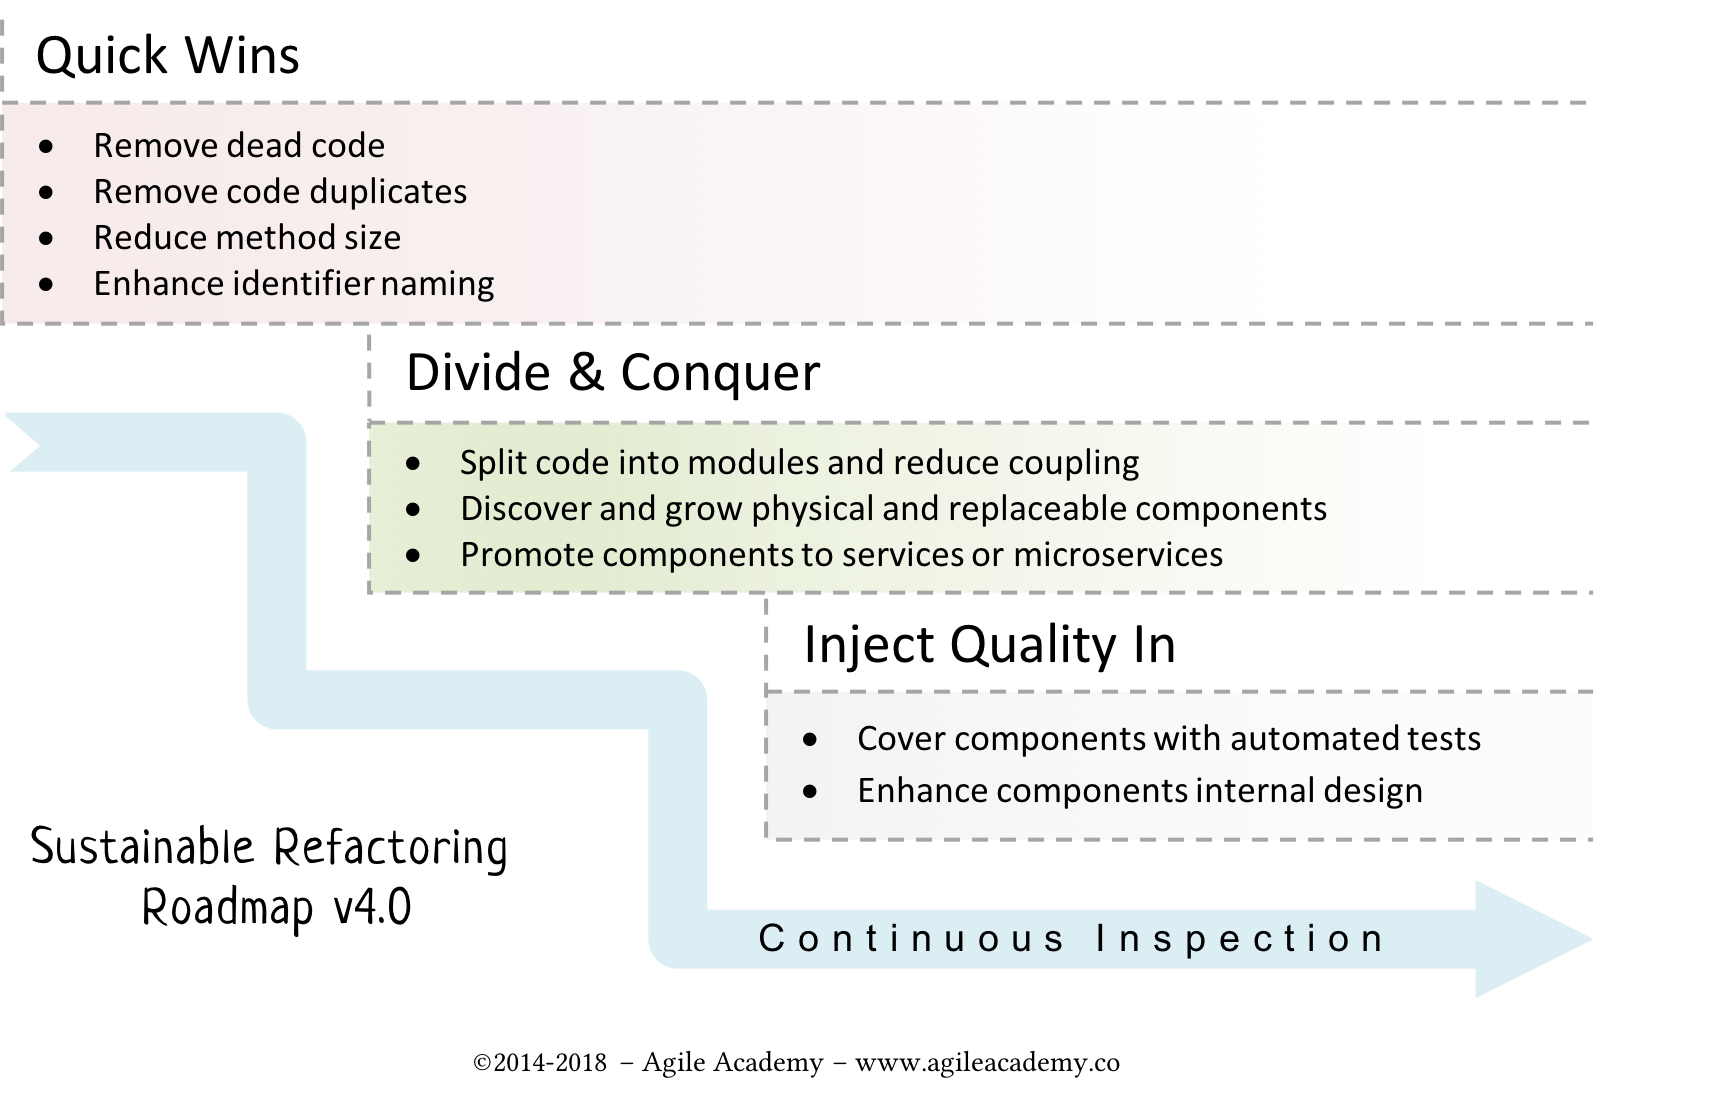 Quick Wins
• Remove dead code
• Remove code duplicates
• Reduce method size
• Enhance identifier naming
Divide & Conquer
• Split code into modules and reduce coupling
• Discover and grow physical and replaceable components
• Promote components to services or microservices
Inject Quality In
• Cover components with automated tests
• Enhance components internal design
Sustainable Refactoring
Roadmap v4.0
Continuous Inspection
©2014-2018 – Agile Academy – www.agileacademy.co